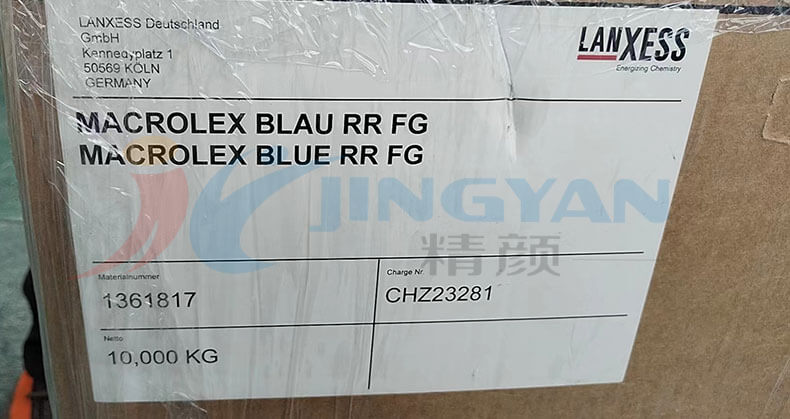 LANXESS Deutschland
GmbH
Kennedyplatz 1
50569 KÖLN
GERMANY
LANXESS
Energizing Chemistry
MACROLEX BLAU RR FG
MACROLEX BLUE RR FG
JINGYAN
精颜
Materialnummer
1361817
Charge Nr.
CHZ23281
Netto
10,000 KG